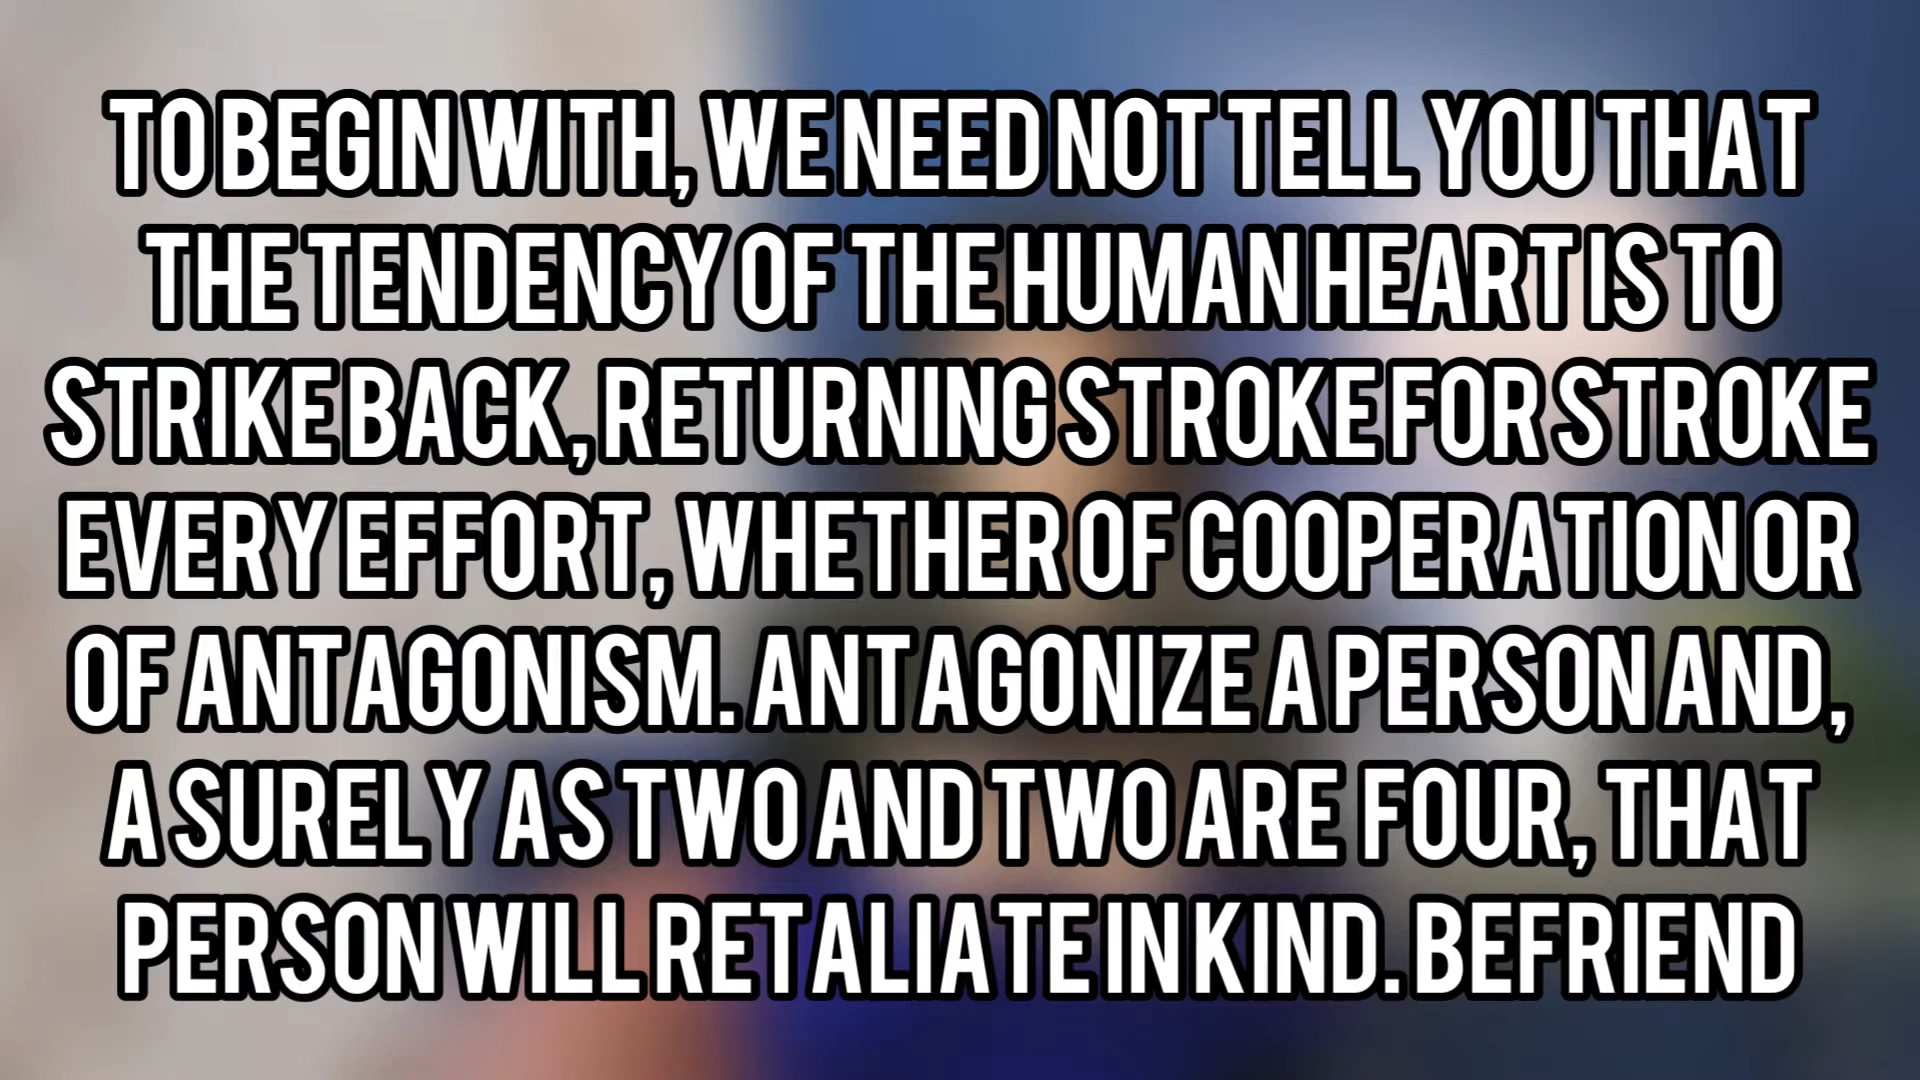 TO BEGIN WITH, WE NEED NOT TELL YOU THAT
THE TENDENCY OF THE HUMAN HEART IS TO
STRIKE BACK, RETURNING STROKE FOR STROKE
EVERY EFFORT, WHETHER OF COOPERATION OR
OF ANTAGONISM. ANTAGONIZE A PERSON AND,
A SURELY AS TWO AND TWO ARE FOUR, THAT
PERSON WILL RETALIATE IN KIND. BEFRIEND